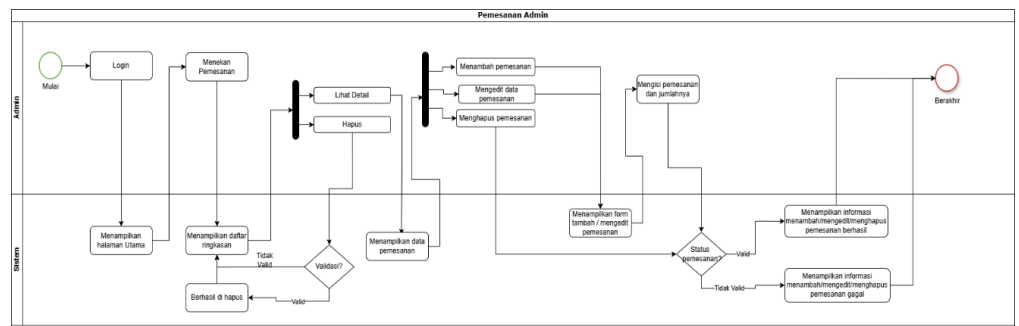 Pemesanan Admin
Admin
Mulai
Login
Menekan
Pemesanan
Lihat Detail
Hapus
Menambah pemesanan
Mengedit data
pemesanan
Menghapus pemesanan
Mengisi pemesanan
dan jumlahnya
Berakhir
Sistem
Menampilkan
halaman Utama
Menampilkan daftar
ringkasan
Tidak
Valid
Validasi?
Berhasil di hapus
Valid
Menampilkan data
pemesanan
Menampilkan form
tambah / mengedit
pemesanan
Status
pemesanan?
Valid
Tidak Valid
Menampilkan informasi
menambah/mengedit/menghapus
pemesanan berhasil
Menampilkan informasi
menambah/mengedit/menghapus
pemesanan gagal